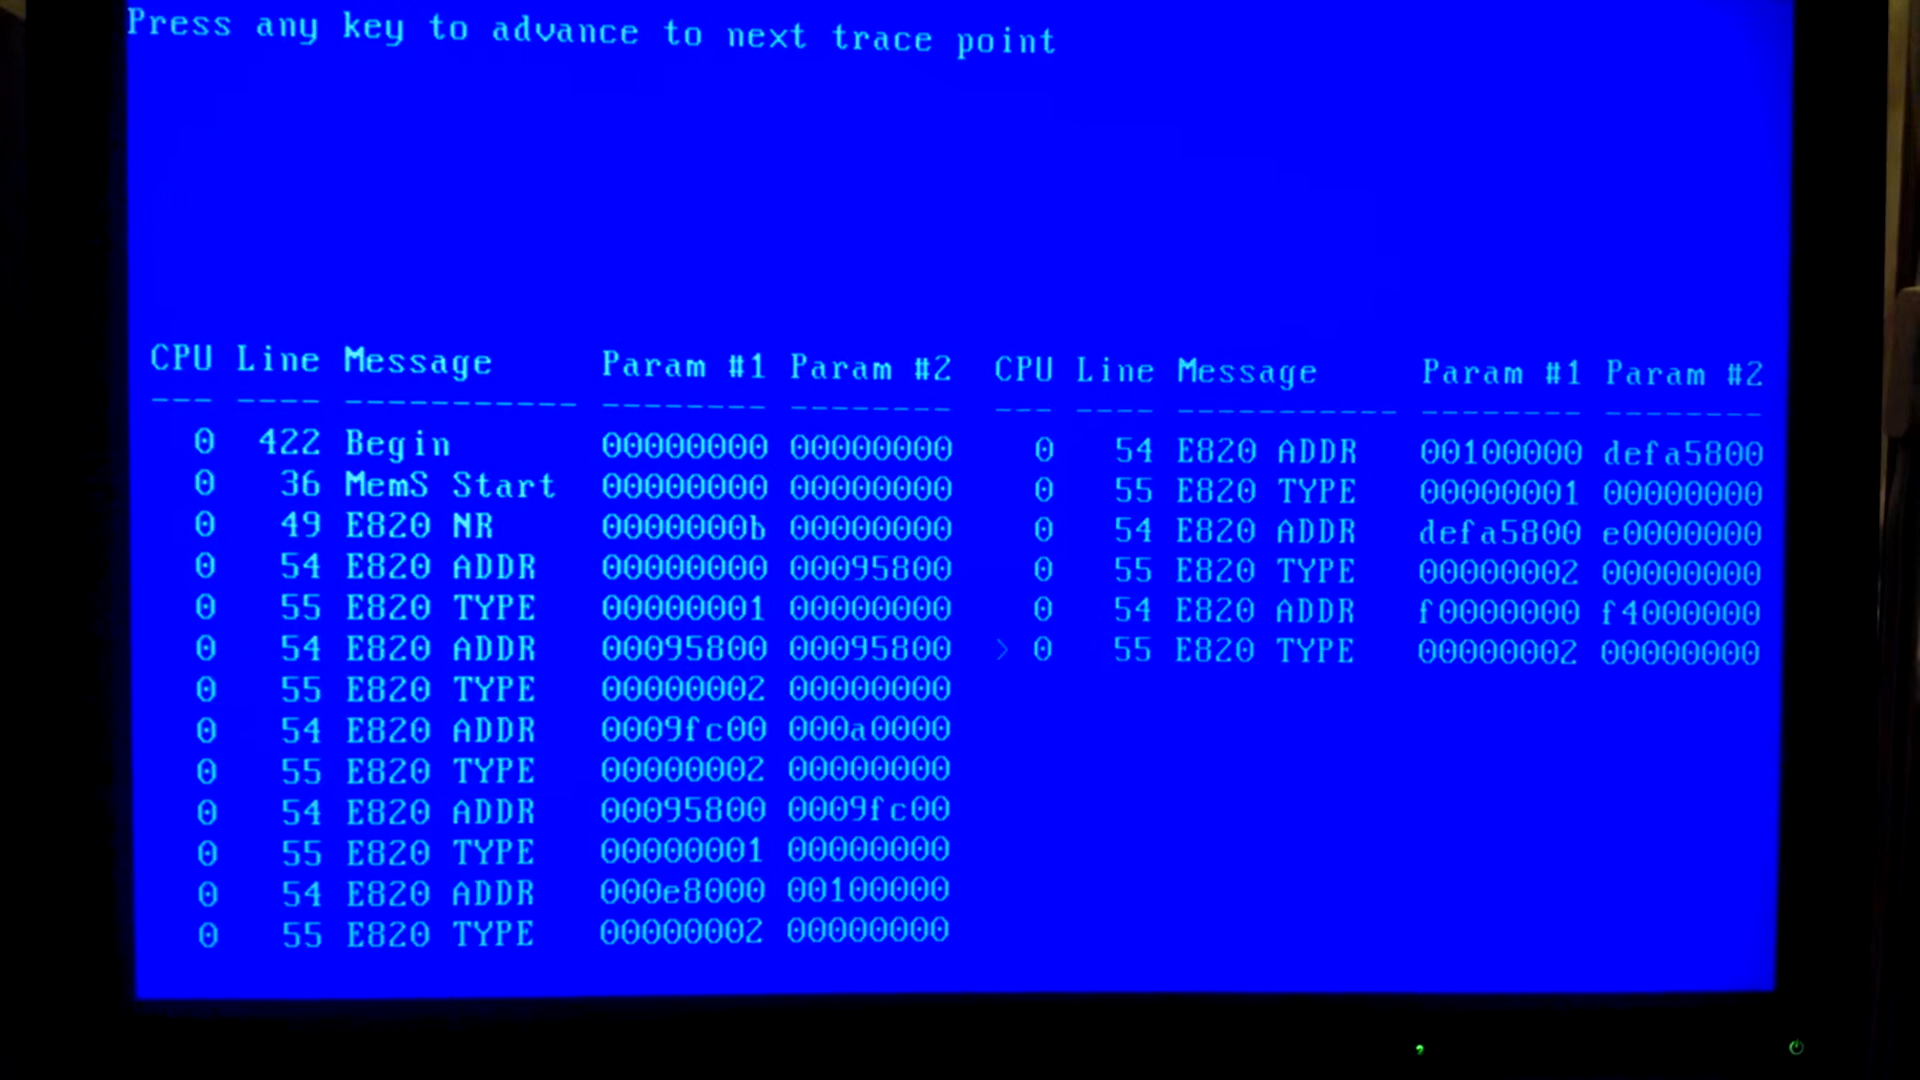 Press any key to advance to next trace point
CPU Line Message Param #1 Param #2 CPU Line Message Param #1 Param #2
--- ---- ----------- -------- -------- --- ---- ----------- -------- --------
0 422 Begin 00000000 00000000 0 54 E820 ADDR 00100000 defa5800
0 36 MemS Start 00000000 00000000 0 55 E820 TYPE 00000001 00000000
0 49 E820 NR 0000000b 00000000 0 54 E820 ADDR defa5800 e0000000
0 54 E820 ADDR 00000000 00095800 0 55 E820 TYPE 00000002 00000000
0 55 E820 TYPE 00000001 00000000 0 54 E820 ADDR f0000000 f4000000
0 54 E820 ADDR 00095800 00095800 > 0 55 E820 TYPE 00000002 00000000
0 55 E820 TYPE 00000002 00000000
0 54 E820 ADDR 0009fc00 000a0000
0 55 E820 TYPE 00000002 00000000
0 54 E820 ADDR 00095800 0009fc00
0 55 E820 TYPE 00000001 00000000
0 54 E820 ADDR 000e8000 00100000
0 55 E820 TYPE 00000002 00000000